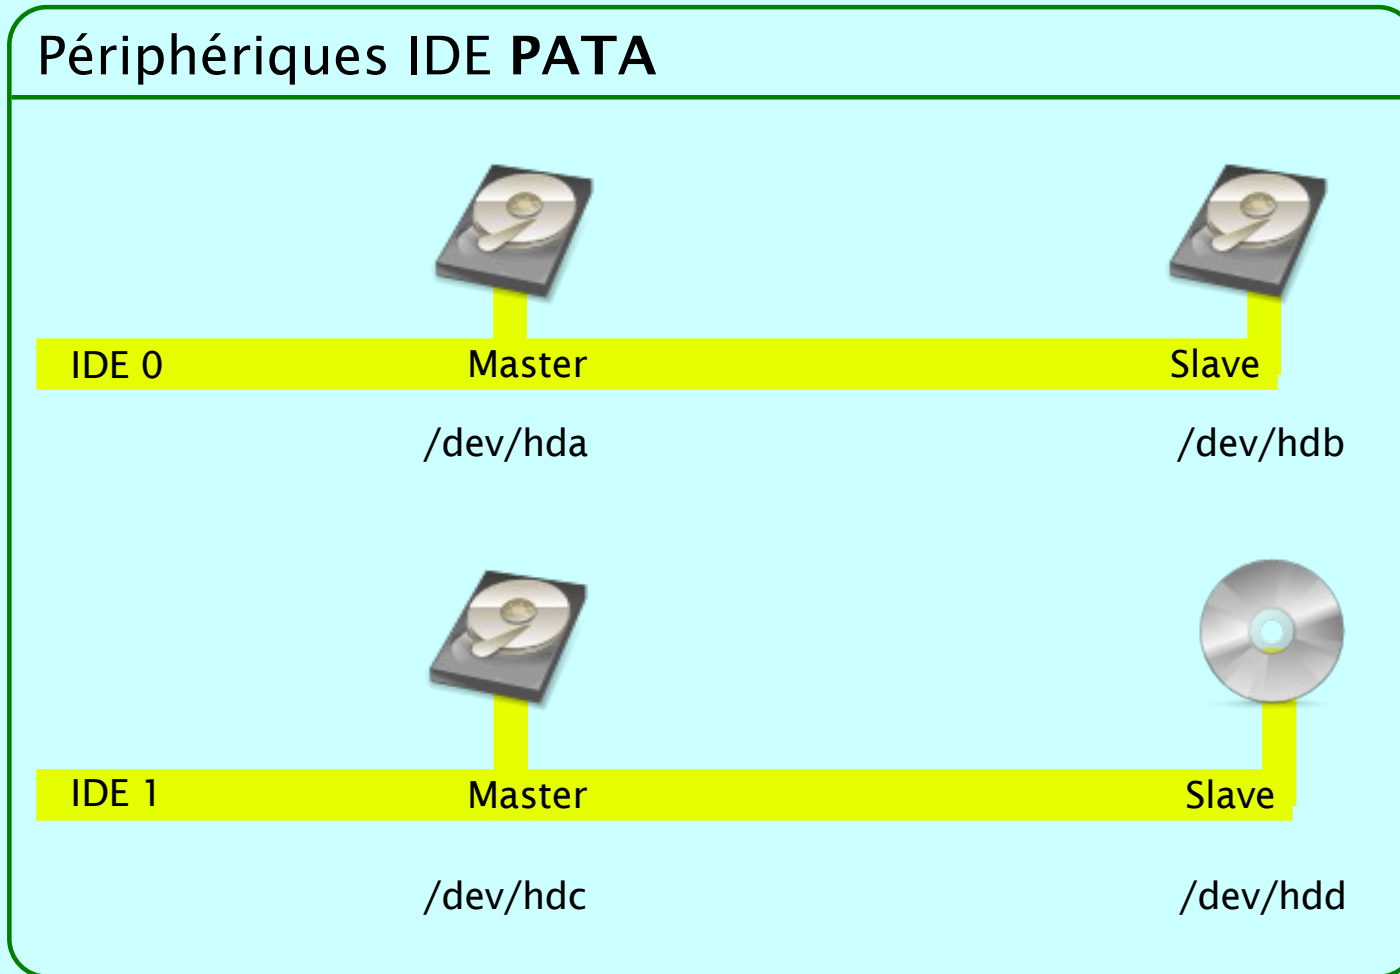 Périphériques IDE PATA
IDE 0 Master Slave
/dev/hda /dev/hdb
IDE 1 Master Slave
/dev/hdc /dev/hdd